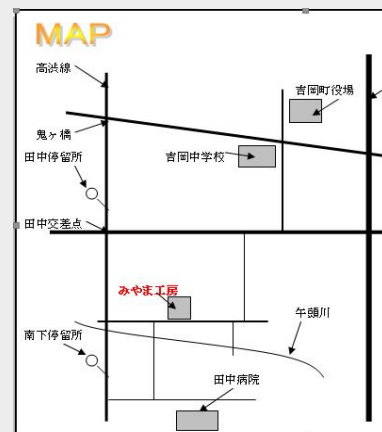 MAP
高渋線
吉岡町役場
鬼ヶ橋
田中停留所
吉岡中学校
田中交差点
みやま工房
午頭川
南下停留所
田中病院